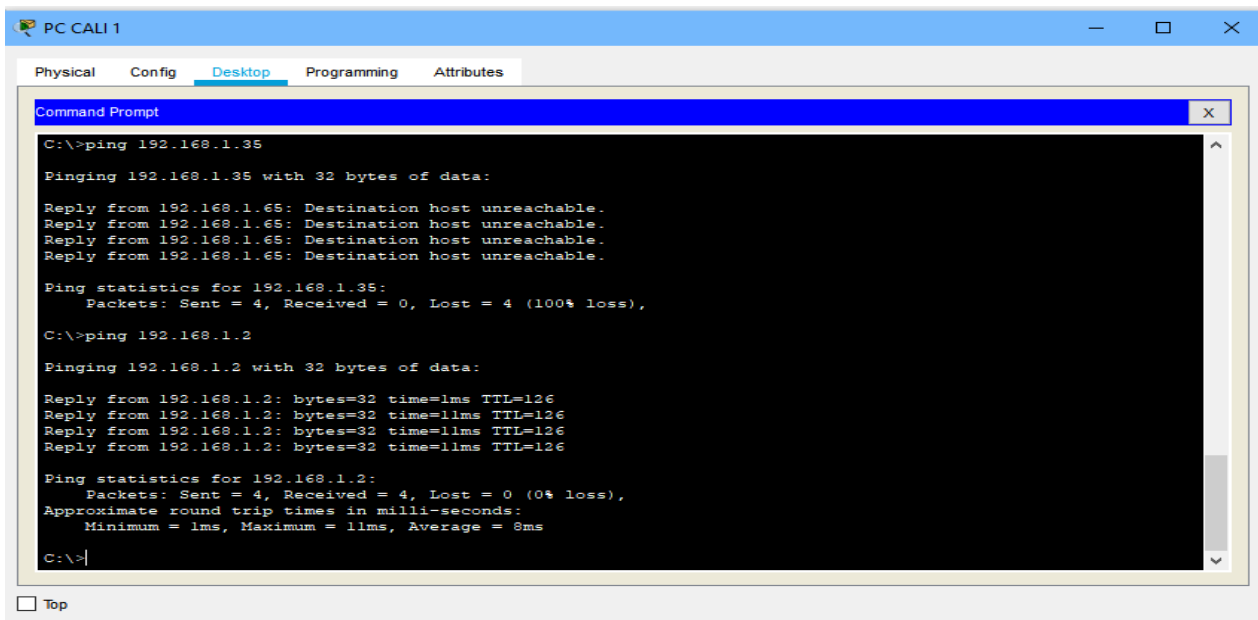 PC CALI 1
Physical Config Desktop Programming Attributes
Command Prompt X
C:\>ping 192.168.1.35
Pinging 192.168.1.35 with 32 bytes of data:
Reply from 192.168.1.65: Destination host unreachable.
Reply from 192.168.1.65: Destination host unreachable.
Reply from 192.168.1.65: Destination host unreachable.
Reply from 192.168.1.65: Destination host unreachable.
Ping statistics for 192.168.1.35:
Packets: Sent = 4, Received = 0, Lost = 4 (100% loss),
C:\>ping 192.168.1.2
Pinging 192.168.1.2 with 32 bytes of data:
Reply from 192.168.1.2: bytes=32 time=1ms TTL=126
Reply from 192.168.1.2: bytes=32 time=11ms TTL=126
Reply from 192.168.1.2: bytes=32 time=11ms TTL=126
Reply from 192.168.1.2: bytes=32 time=11ms TTL=126
Ping statistics for 192.168.1.2:
Packets: Sent = 4, Received = 4, Lost = 0 (0% loss),
Approximate round trip times in milli-seconds:
Minimum = 1ms, Maximum = 11ms, Average = 8ms
C:\>
Top